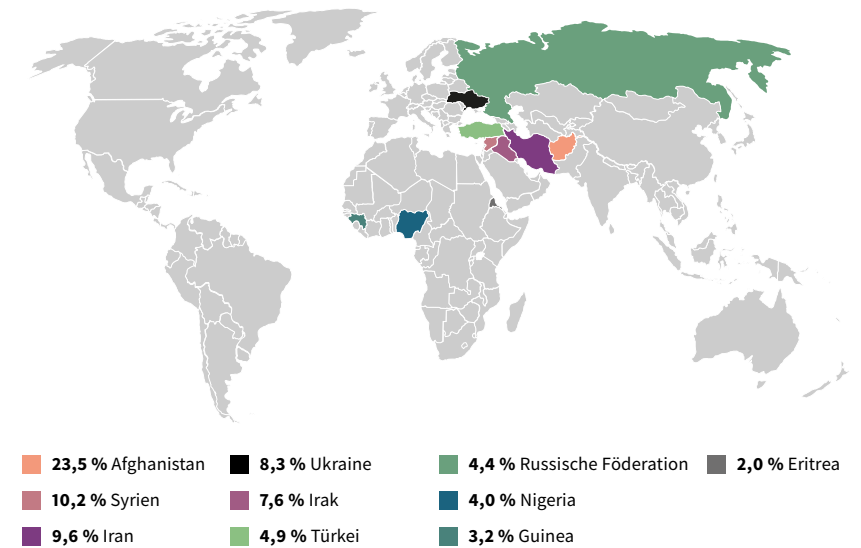 23,5 % Afghanistan
8,3 % Ukraine
4,4 % Russische Föderation
2,0 % Eritrea
10,2 % Syrien
7,6 % Irak
4,0 % Nigeria
9,6 % Iran
4,9 % Türkei
3,2 % Guinea